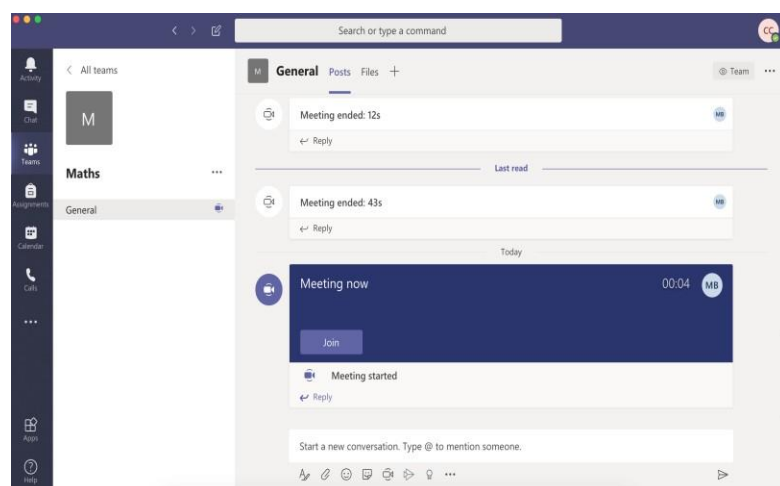 Search or type a command
CC
Activity
Chat
Teams
Assignments
Calendar
Calls
Apps
Help
All teams
M
Maths
General
M General Posts Files
Team
Meeting ended: 12s MB
Reply
Last read
Meeting ended: 43s MB
Reply
Today
Meeting now 00:04 MB
Join
Meeting started
Reply
Start a new conversation. Type @ to mention someone.